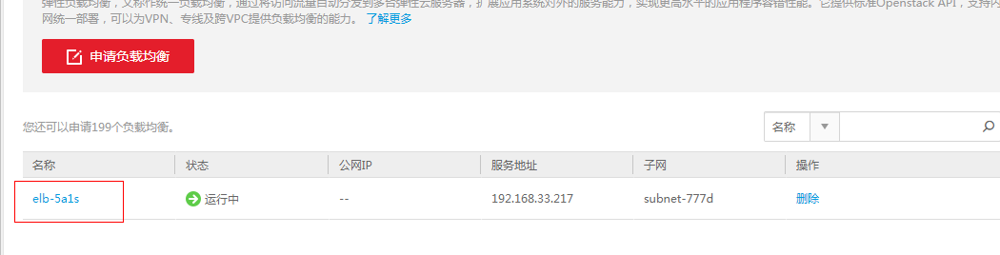 弹性负载均衡，又称作统一负载均衡，通过将访问流量自动分发到多台弹性云服务器，扩展应用系统对外的服务能力，实现更高水平的应用程序容错性能。它提供标准Openstack API，支持内
网统一部署，可以为VPN、专线及跨VPC提供负载均衡的能力。 了解更多
申请负载均衡
您还可以申请199个负载均衡。
名称
名称 状态 公网IP 服务地址 子网 操作
elb-5a1s 运行中 -- 192.168.33.217 subnet-777d 删除